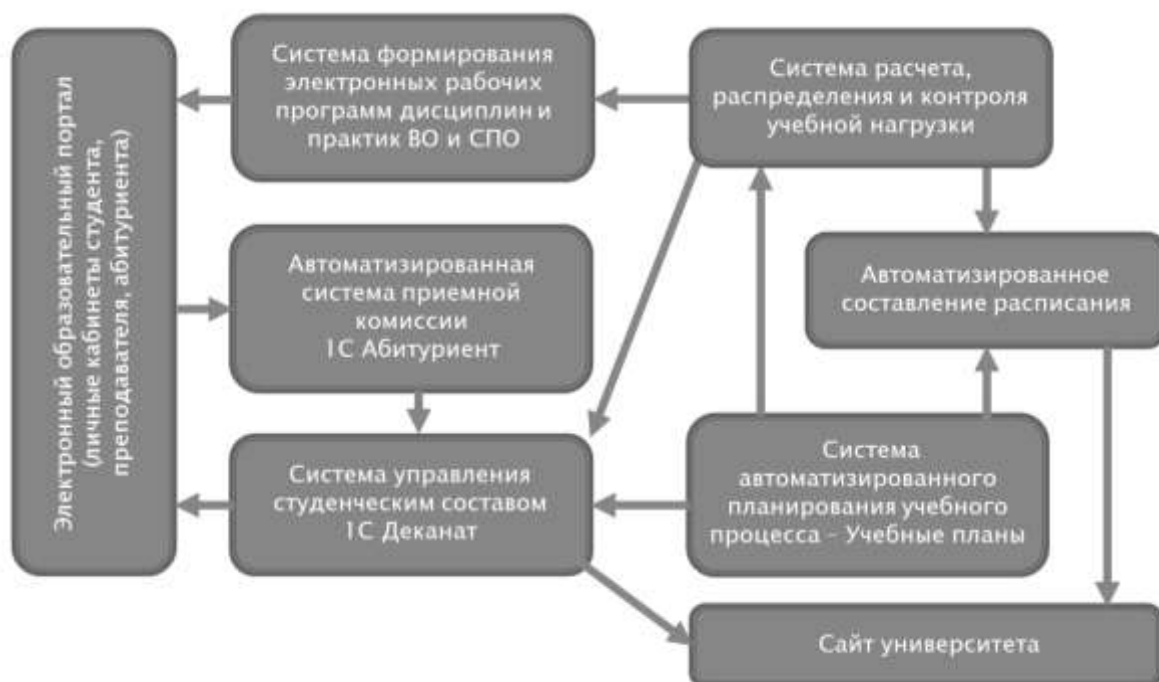 Электронный образовательный портал
(личные кабинеты студента,
преподавателя, абитуриента)
Система формирования
электронных рабочих
программ дисциплин и
практик ВО и СПО
Система расчета,
распределения и контроля
учебной нагрузки
Автоматизированная
система приемной
комиссии
1С Абитуриент
Автоматизированное
составление расписания
Система управления
студенческим составом
1С Деканат
Система
автоматизированного
планирования учебного
процесса – Учебные планы
Сайт университета